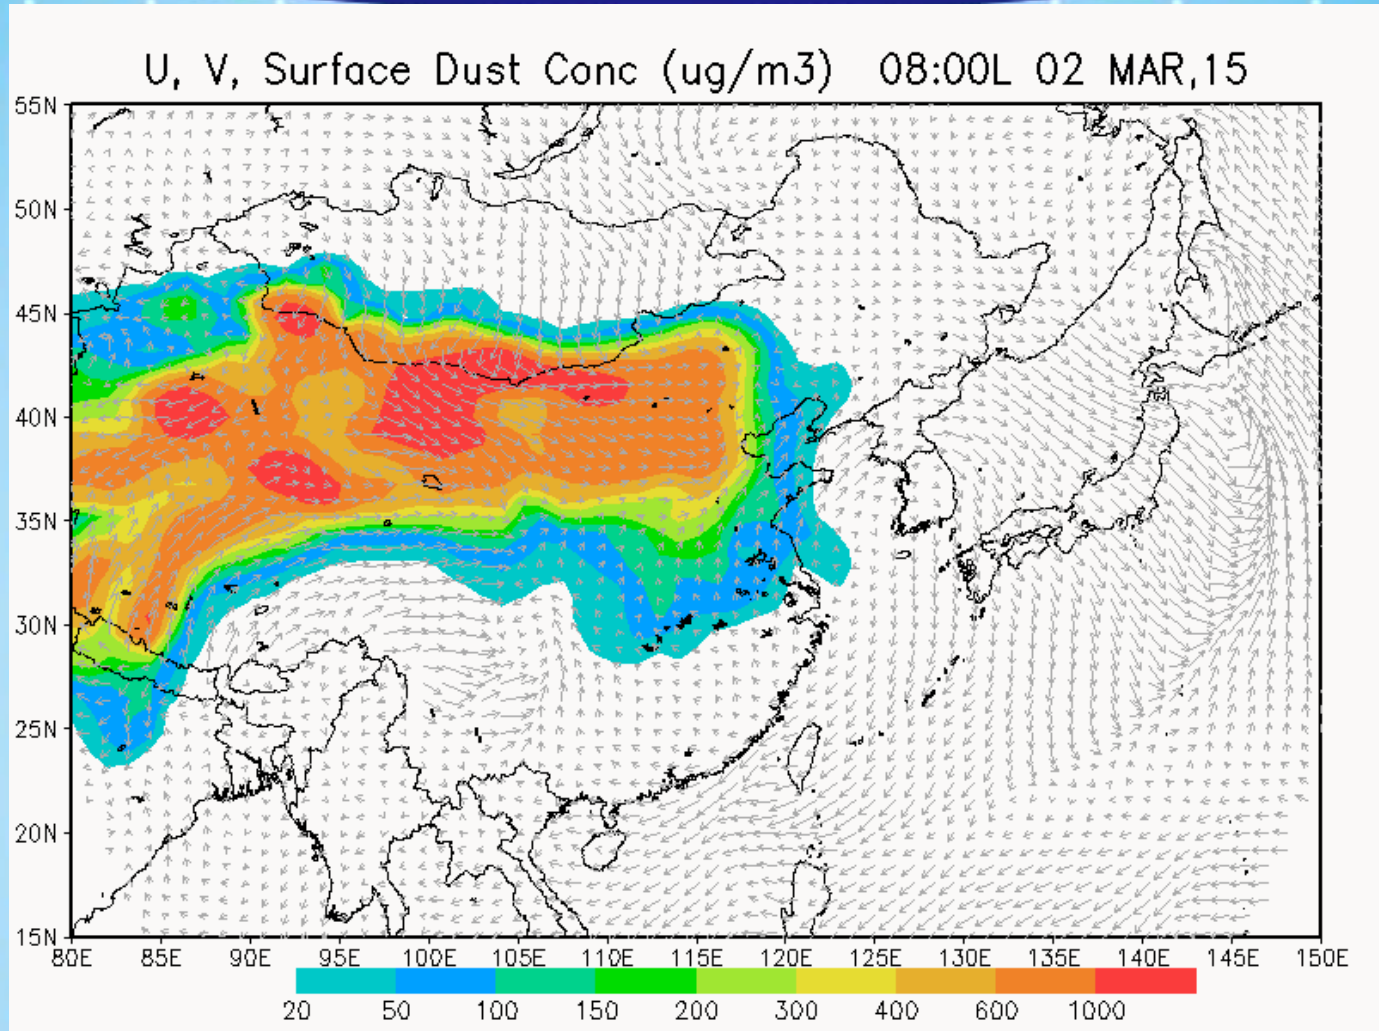 U, V, Surface Dust Conc (ug/m3) 08:00L 02 MAR,15
55N
50N
45N
40N
35N
30N
25N
20N
15N
80E 85E 90E 95E 100E 105E 110E 115E 120E 125E 130E 135E 140E 145E 150E
20 50 100 150 200 300 400 600 1000